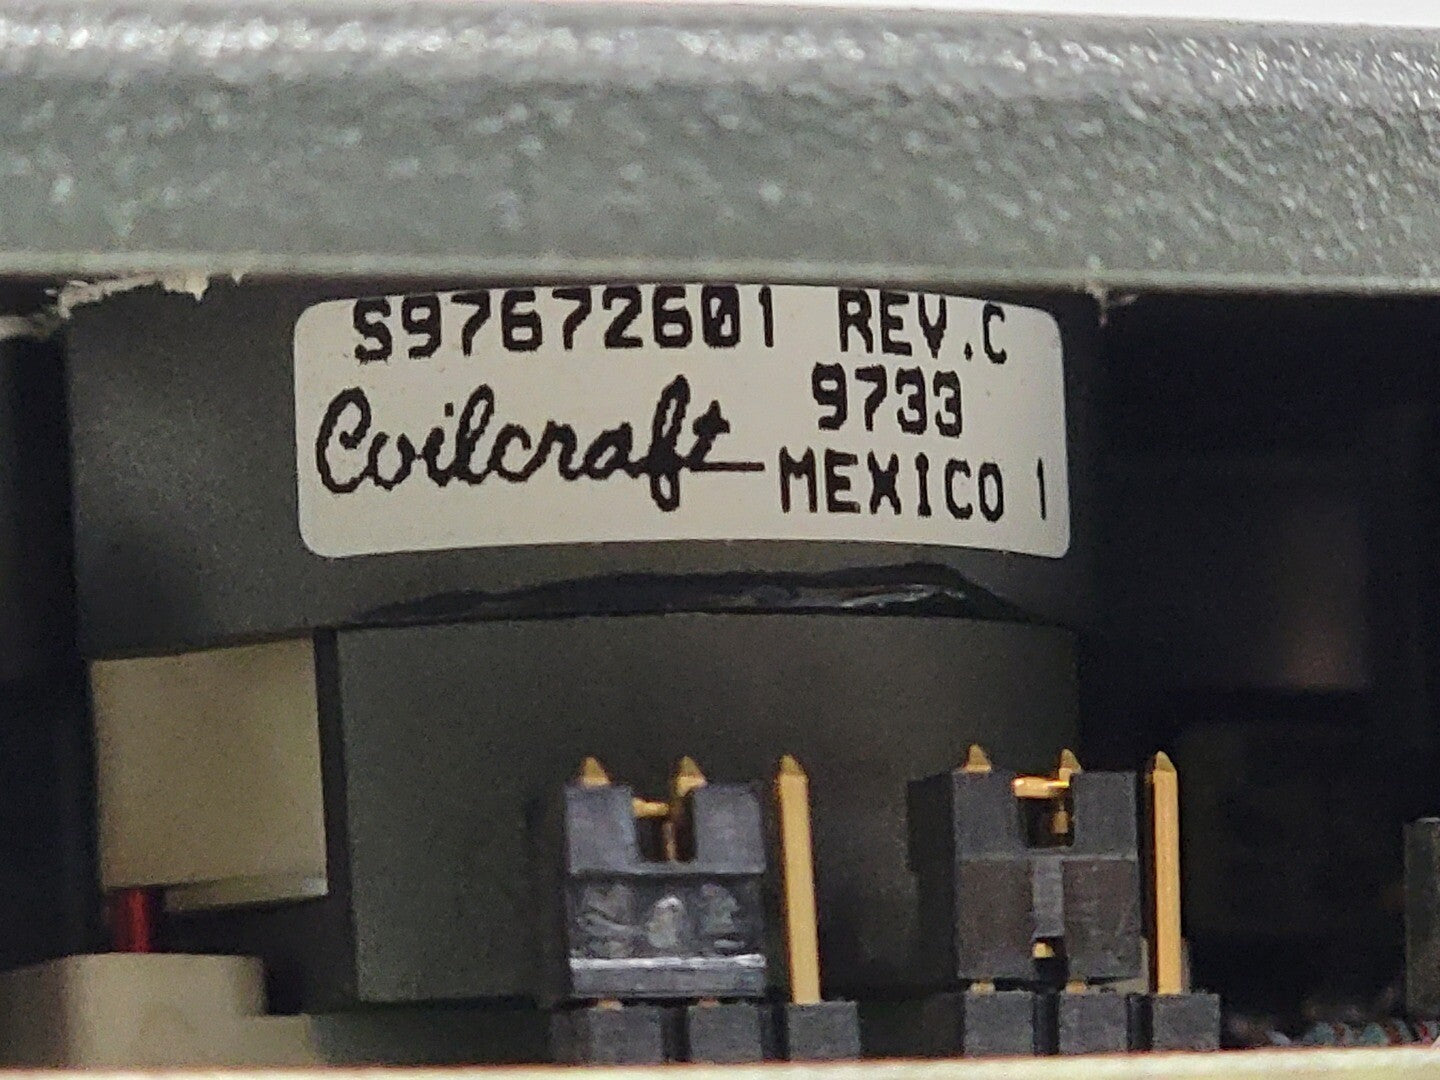 S97672601 REV.C
9733
Coilcraft
MEXICO 1